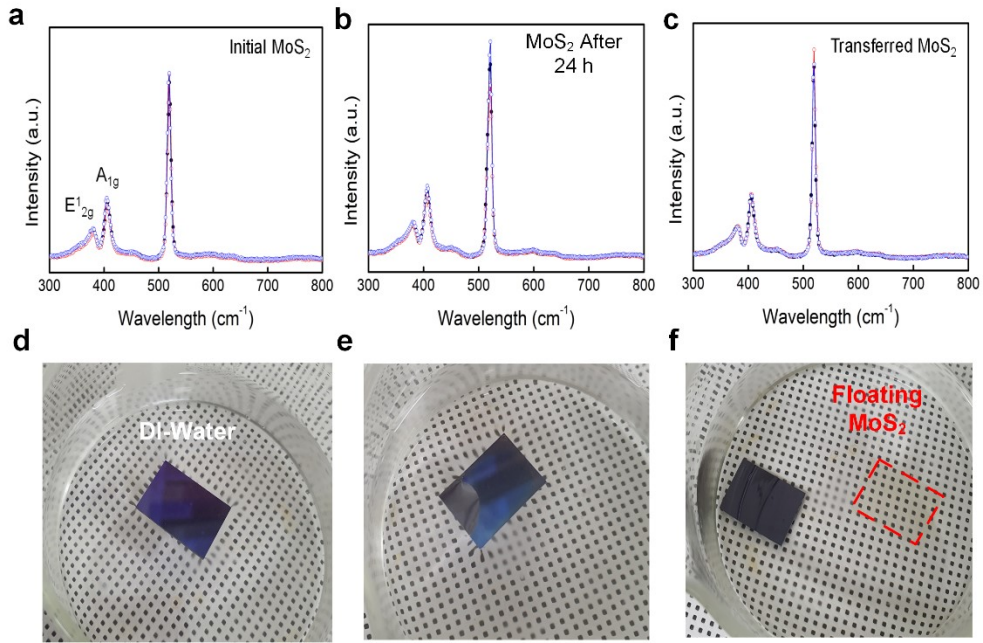 a
Initial MoS₂
Intensity (a.u.)
E¹₂g
A₁g
300 400 500 600 700 800
Wavelength (cm⁻¹)
b
MoS₂ After
24 h
Intensity (a.u.)
300 400 500 600 700 800
Wavelength (cm⁻¹)
c
Transferred MoS₂
Intensity (a.u.)
300 400 500 600 700 800
Wavelength (cm⁻¹)
d
DI-Water
e
f
Floating
MoS₂